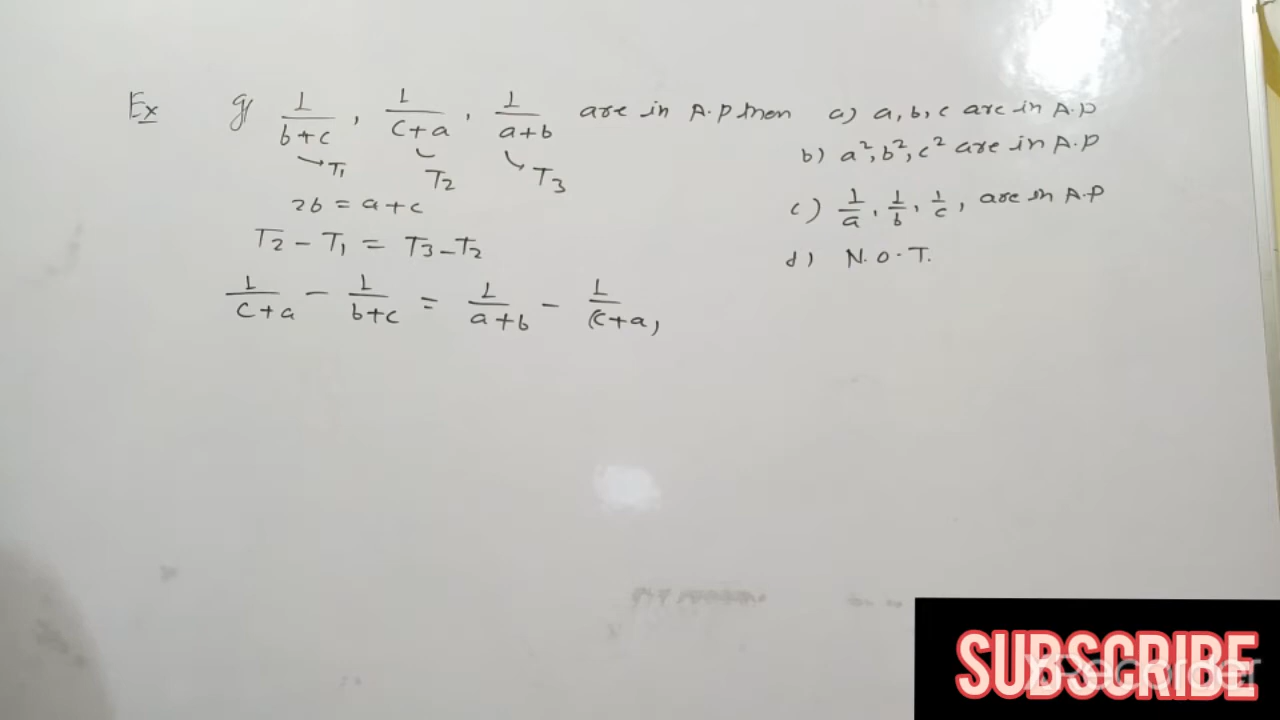 Ex If 1/(b+c), 1/(c+a), 1/(a+b) are in A.P then a) a, b, c are in A.P
→T1 T2 T3
b) a², b², c² are in A.P
2b = a+c
c) 1/a, 1/b, 1/c, are in A.P
T2 - T1 = T3 - T2
d) N.O.T.
1/(c+a) - 1/(b+c) = 1/(a+b) - 1/(c+a)
SUBSCRIBE
XRecorder